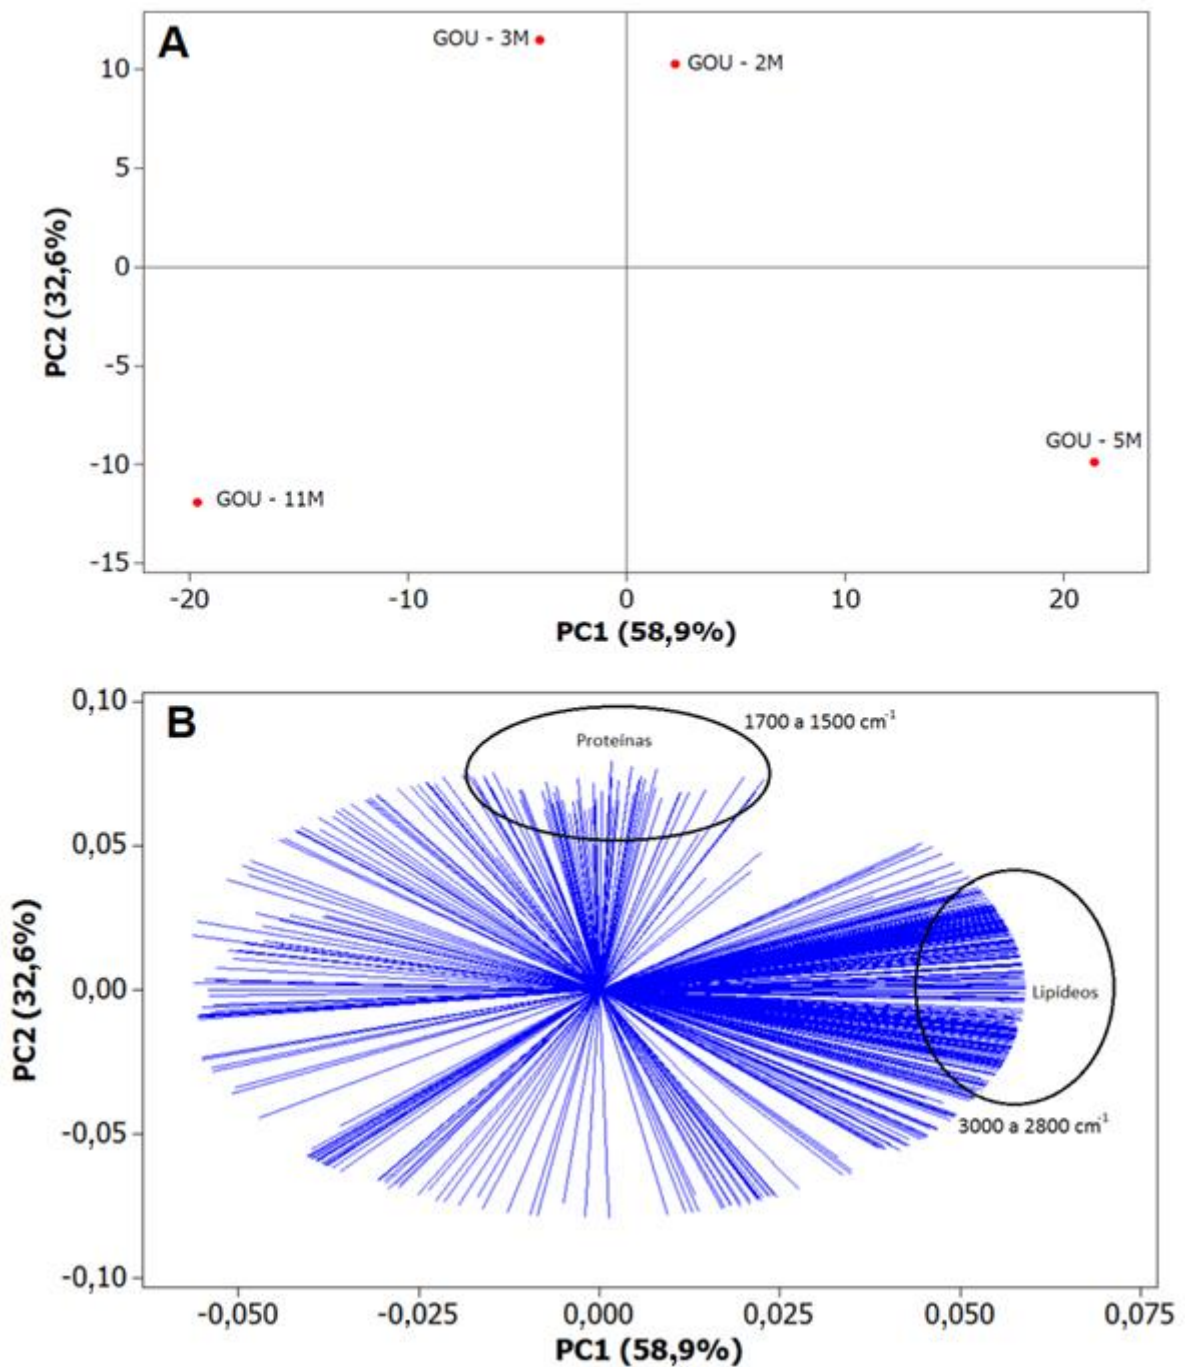 A
GOU - 3M
GOU - 2M
10
5
0
-5
-10
-15
GOU - 5M
GOU - 11M
PC2 (32,6%)
-20
-10
0
10
20
PC1 (58,9%)
B
0,10
0,05
0,00
-0,05
-0,10
1700 a 1500 cm⁻¹
Proteínas
Lipídeos
3000 a 2800 cm⁻¹
PC2 (32,6%)
-0,050
-0,025
0,000
0,025
0,050
0,075
PC1 (58,9%)